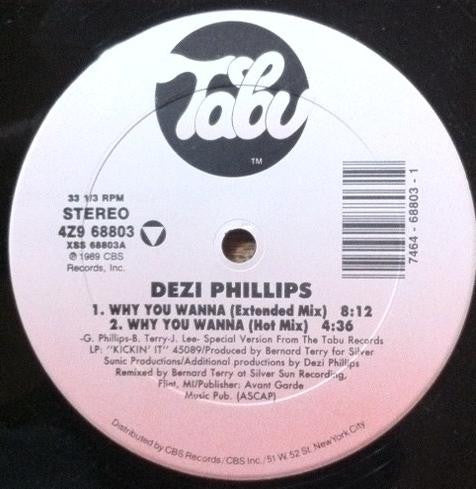 Tabu
TM
33 1/3 RPM
STEREO
4Z9 68803
XSS 68803A
℗ 1989 CBS
Records, Inc.
7464 - 68803 - 1
DEZI PHILLIPS
1. WHY YOU WANNA (Extended Mix) 8:12
2. WHY YOU WANNA (Hot Mix) 4:36
-G. Phillips-B. Terry-J. Lee- Special Version From The Tabu Records
LP: "KICKIN' IT" 45089/Produced by Bernard Terry for Silver
Sunic Productions/Additional productions by Dezi Phillips
Remixed by Bernard Terry at Silver Sun Recording,
Flint, MI/Publisher: Avant Garde
Music Pub. (ASCAP)
Distributed by CBS Records/CBS Inc./51 W. 52 St. New York City